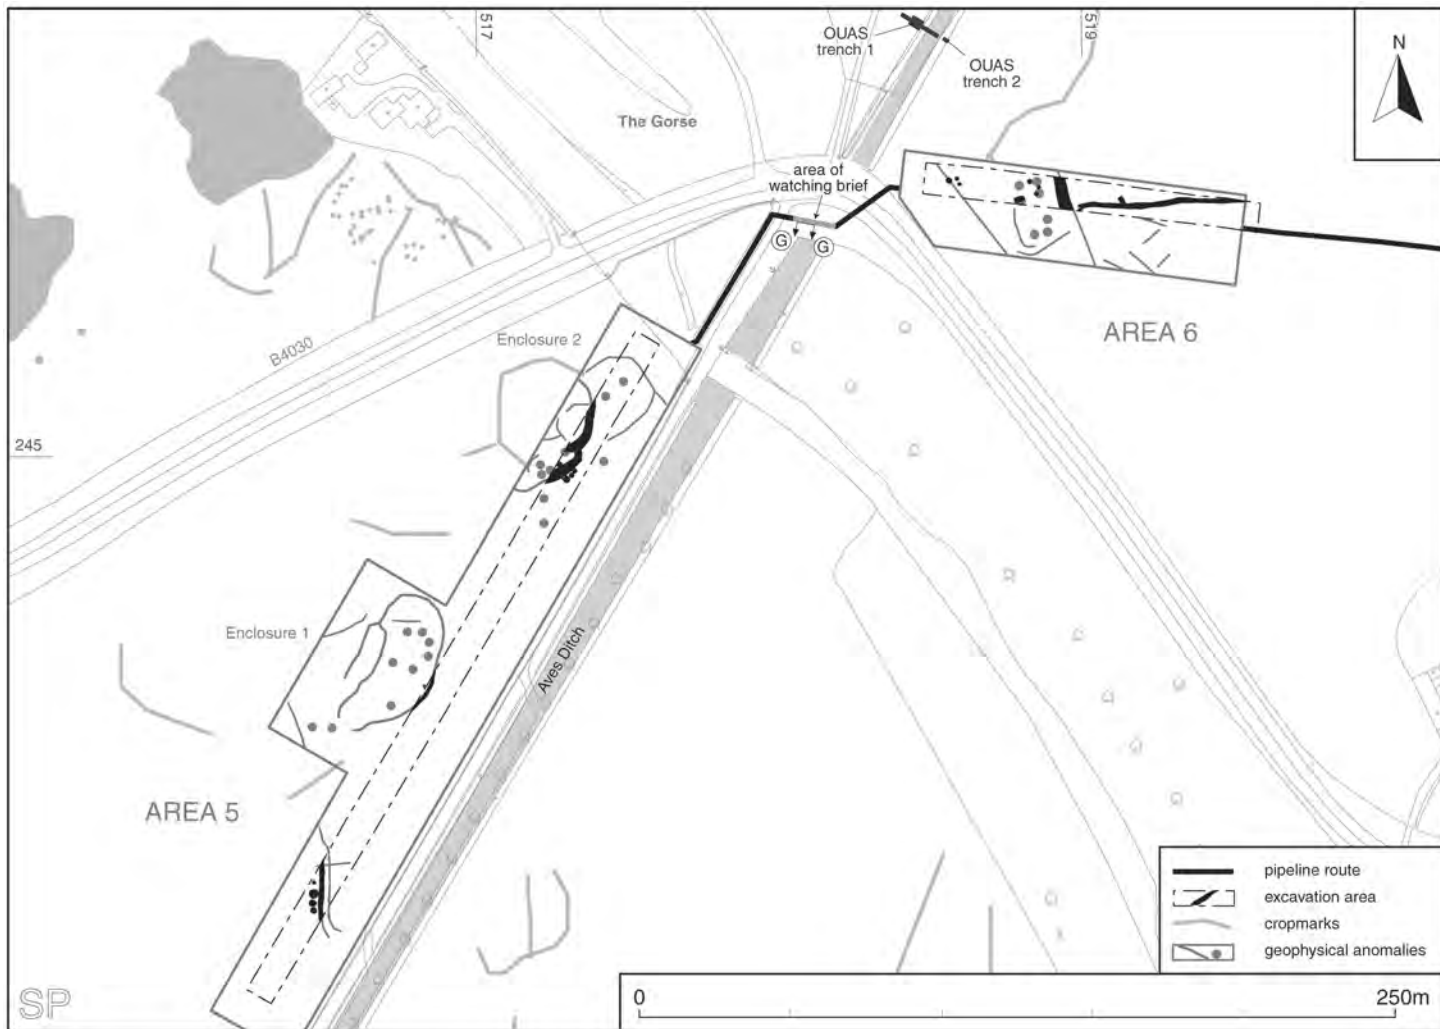 517
519
OUAS
trench 1
OUAS
trench 2
N
The Gorse
area of
watching brief
G
G
AREA 6
B4030
Enclosure 2
245
Enclosure 1
Aves Ditch
AREA 5
pipeline route
excavation area
cropmarks
geophysical anomalies
SP
0
250m